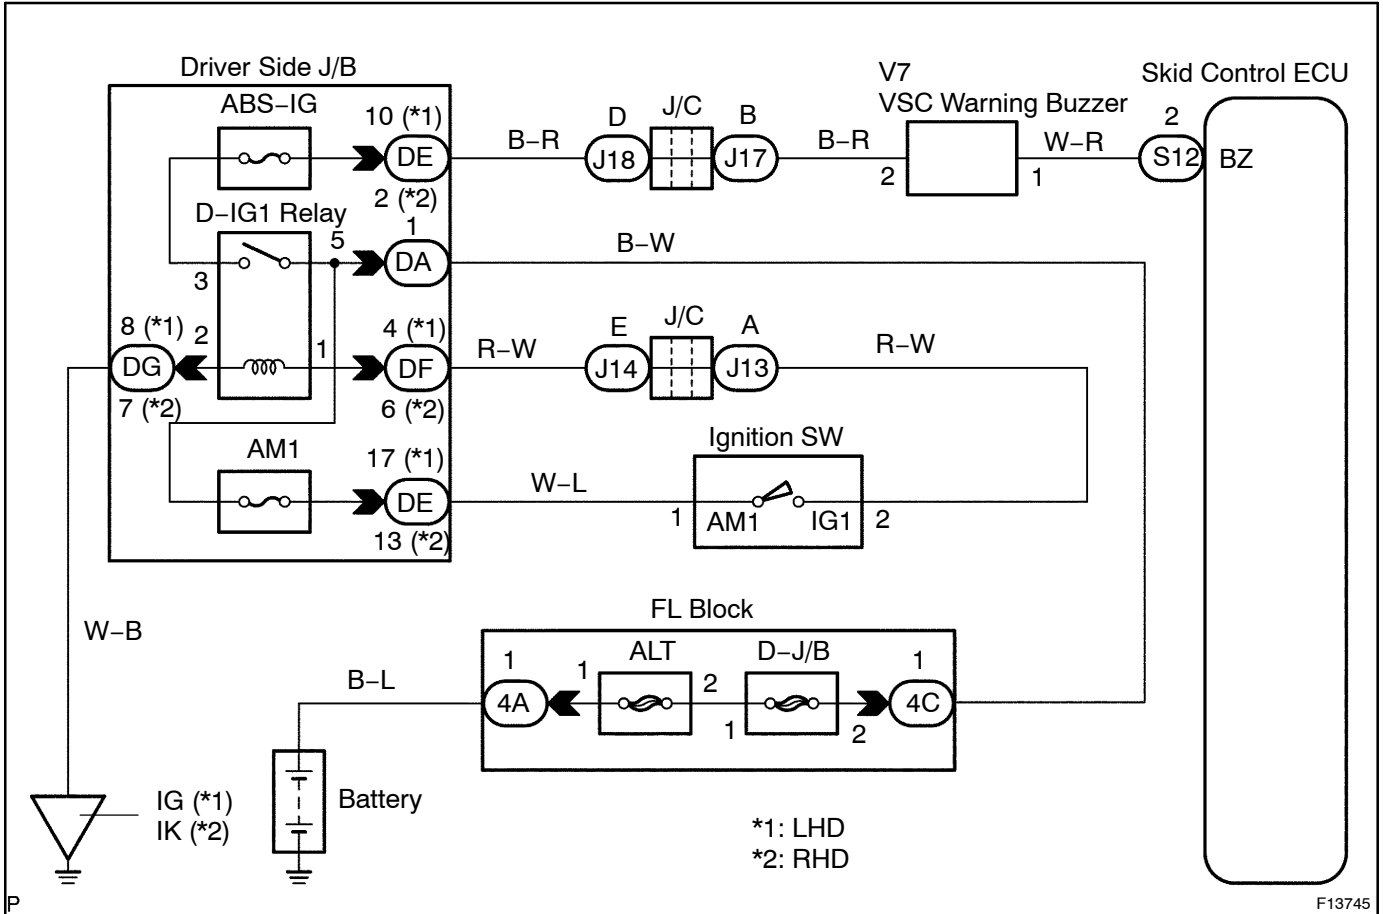 Driver Side J/B
ABS−IG
10 (*1)
DE
2 (*2)
B−R
D
J18
J/C
B
J17
B−R
V7
VSC Warning Buzzer
2
1
W−R
Skid Control ECU
2
S12
BZ
D−IG1 Relay
3
5
1
DA
B−W
8 (*1)
2
DG
7 (*2)
1
4 (*1)
DF
6 (*2)
R−W
E
J14
J/C
A
J13
R−W
AM1
17 (*1)
DE
13 (*2)
W−L
Ignition SW
1
AM1
IG1
2
W−B
FL Block
B−L
1
4A
1
ALT
2
D−J/B
1
2
1
4C
IG (*1)
IK (*2)
Battery
*1: LHD
*2: RHD
P
F13745